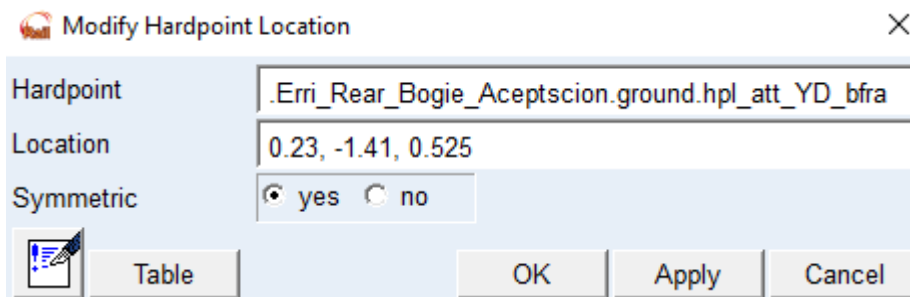 Modify Hardpoint Location
Hardpoint .Erri_Rear_Bogie_Aceptscion.ground.hpl_att_YD_bfra
Location 0.23, -1.41, 0.525
Symmetric yes no
Table OK Apply Cancel